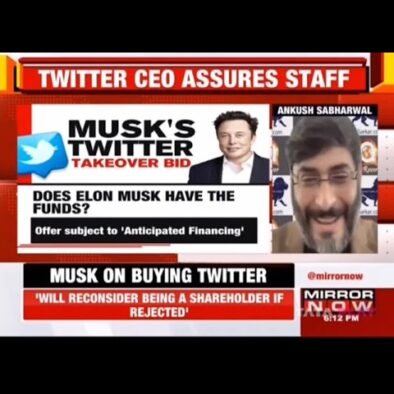 TWITTER CEO ASSURES STAFF
MUSK'S
TWITTER
TAKEOVER BID
ANKUSH SABHARWAL
DOES ELON MUSK HAVE THE
FUNDS?
Offer subject to 'Anticipated Financing'
MUSK ON BUYING TWITTER
@mirrornow
'WILL RECONSIDER BEING A SHAREHOLDER IF
REJECTED'
MIRROR
NOW
6:12 PM